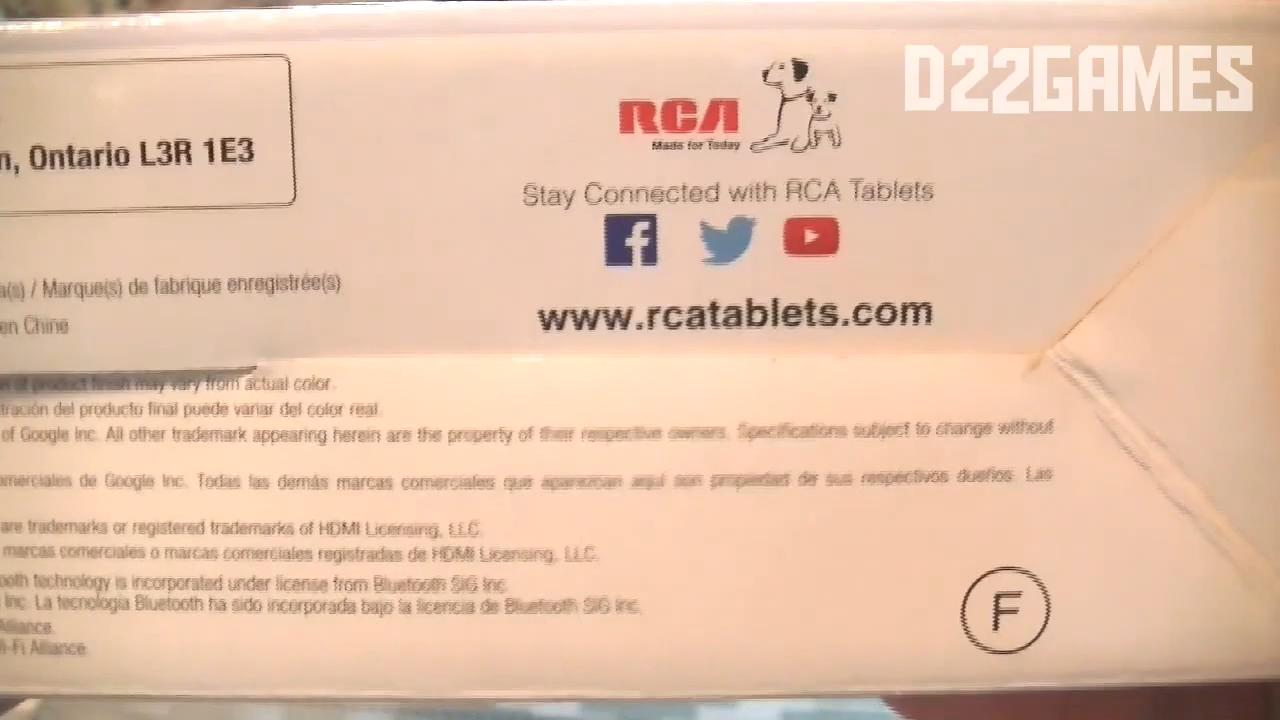 D22GAMES
RCA
Made for Today
n, Ontario L3R 1E3
Stay Connected with RCA Tablets
f
a(s) / Marque(s) de fabrique enregistrée(s)
www.rcatablets.com
en Chine
of product finish may vary from actual color.
tración del producto final puede variar del color real.
of Google Inc. All other trademark appearing herein are the property of their respective owners. Specifications subject to change without
omerciales de Google Inc. Todas las demás marcas comerciales que aparezcan aquí son propiedad de sus respectivos dueños. Las
are trademarks or registered trademarks of HDMI Licensing, LLC.
marcas comerciales o marcas comerciales registradas de HDMI Licensing, LLC.
ooth technology is incorporated under license from Bluetooth SIG Inc.
Inc. La tecnología Bluetooth ha sido incorporada bajo la licencia de Bluetooth SIG Inc.
Alliance.
i-Fi Alliance.
F